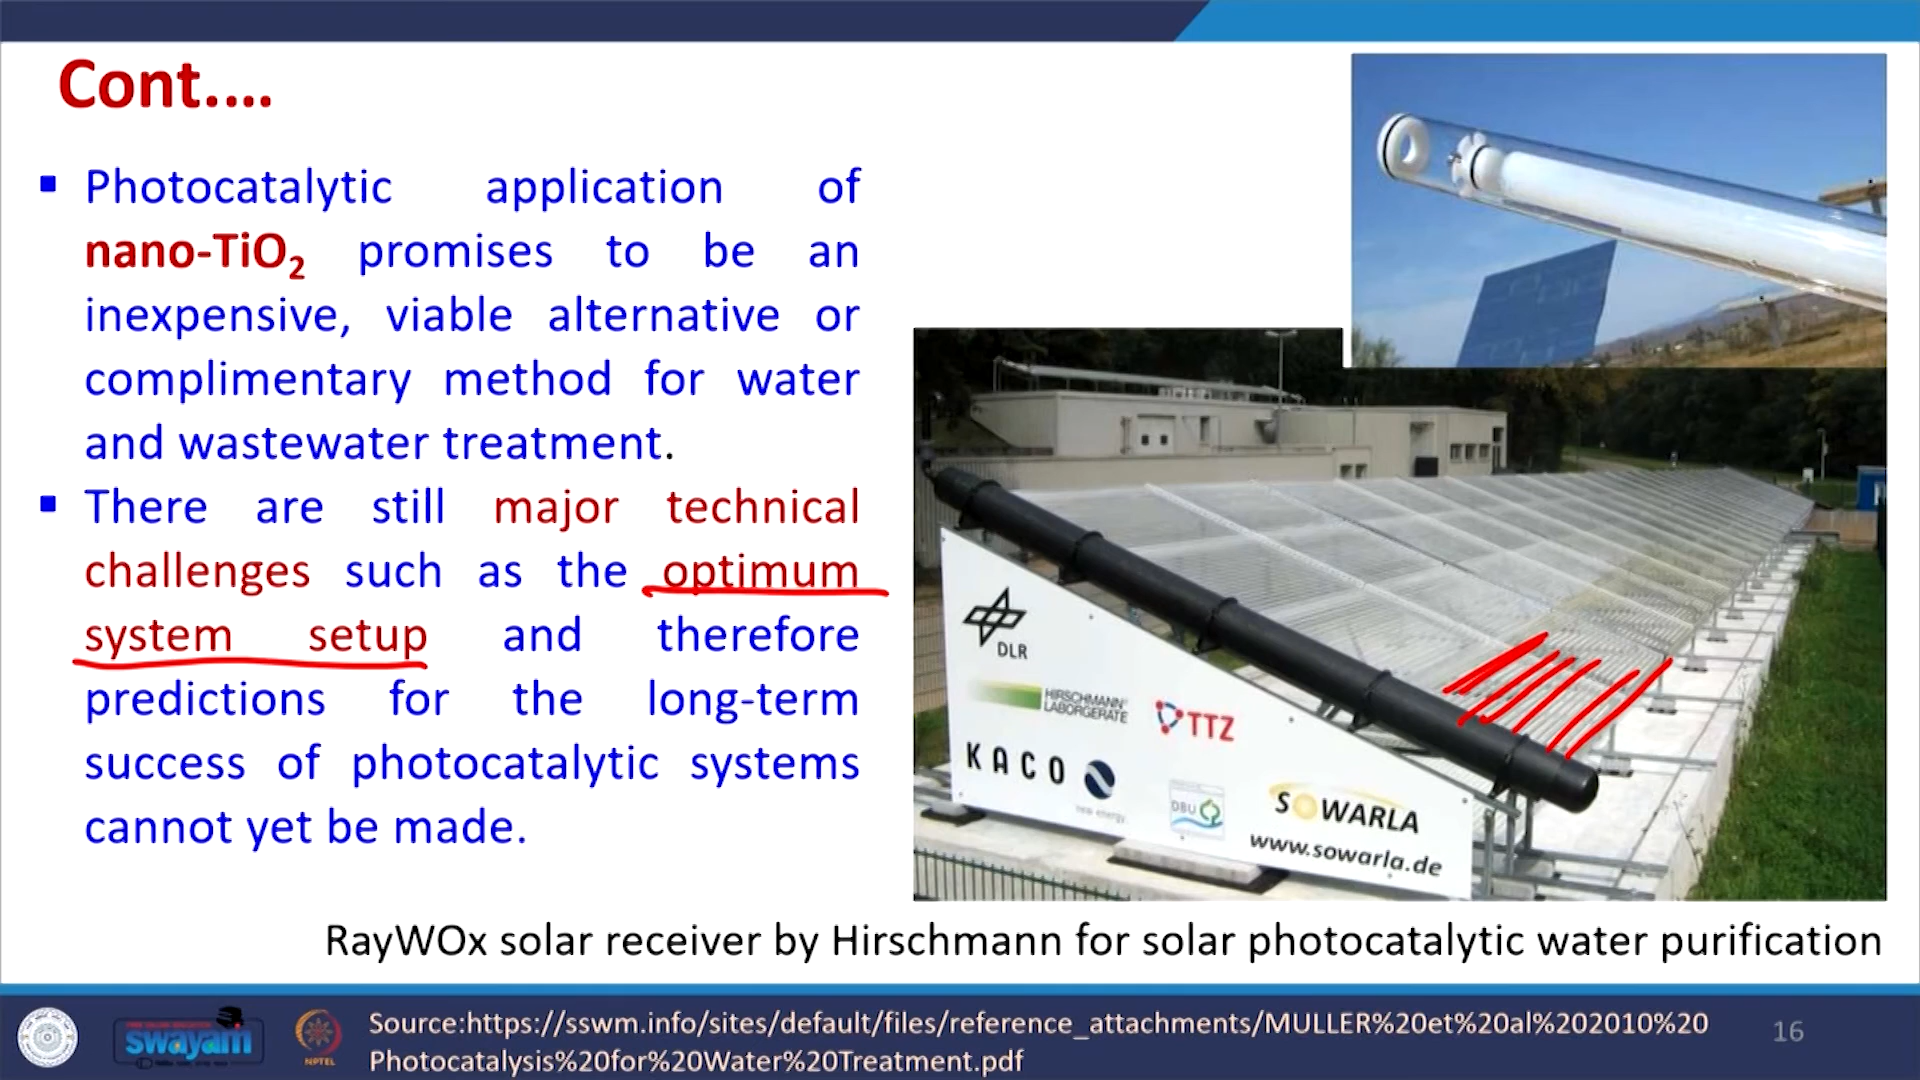 Cont.…
▪ Photocatalytic application of
nano-TiO₂ promises to be an
inexpensive, viable alternative or
complimentary method for water
and wastewater treatment.
▪ There are still major technical
challenges such as the optimum
system setup and therefore
predictions for the long-term
success of photocatalytic systems
cannot yet be made.
DLR
HIRSCHMANN
LABORGERÄTE
TTZ
KACO
new energy
DBU
SOWARLA
www.sowarla.de
RayWOx solar receiver by Hirschmann for solar photocatalytic water purification
swayam
NPTEL
Source:https://sswm.info/sites/default/files/reference_attachments/MULLER%20et%20al%202010%20
Photocatalysis%20for%20Water%20Treatment.pdf
16